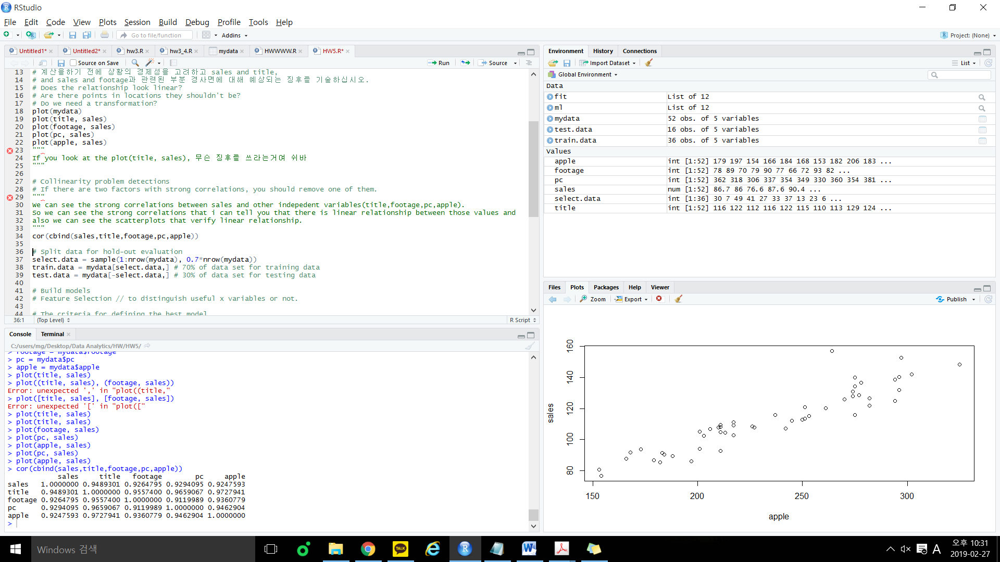 RStudio
File Edit Code View Plots Session Build Debug Profile Tools Help
Go to file/function
Addins
Project: (None)
Untitled1*
Untitled2*
hw3.R
hw3_4.R
mydata
HWWWW.R
HW5.R*
Source on Save
Run
Source
13 # 계산을하기 전에 상황의 경제성을 고려하고 sales and title,
14 # and sales and footage과 관련된 부분 경사면에 대해 예상되는 징후를 기술하십시오.
15 # Does the relationship look linear?
16 # Are there points in locations they shouldn't be?
17 # Do we need a transformation?
18 plot(mydata)
19 plot(title, sales)
20 plot(footage, sales)
21 plot(pc, sales)
22 plot(apple, sales)
23 """
24 If you look at the plot(title, sales), 무슨 징후를 쓰라는거여 쉬바
25 """
26
27 # Collinearity problem detections
28 # If there are two factors with strong correlations, you should remove one of them.
29 """
30 We can see the strong correlations between sales and other indepedent variables(title,footage,pc,apple).
31 So we can see the strong correlations that i can tell you that there is linear relationship between those values and
32 also we can see the scatterplots that verify linear relationship.
33 """
34 cor(cbind(sales,title,footage,pc,apple))
35
36 # Split data for hold-out evaluation
37 select.data = sample(1:nrow(mydata), 0.7*nrow(mydata))
38 train.data = mydata[select.data,] # 70% of data set for training data
39 test.data = mydata[-select.data,] # 30% of data set for testing data
40
41 # Build models
42 # Feature Selection // to distinguish useful x variables or not.
43
44 # The criteria for defining the best model
36:1 (Top Level) R Script
Console Terminal
C:/users/mg/Desktop/Data Analytics/HW/HW5/
> footage = mydata$footage
> pc = mydata$pc
> apple = mydata$apple
> plot(title, sales)
> plot((title, sales), (footage, sales))
Error: unexpected ',' in "plot((title,"
> plot([title, sales], [footage, sales])
Error: unexpected '[' in "plot(["
> plot(title, sales)
> plot(title, sales)
> plot(footage, sales)
> plot(pc, sales)
> plot(apple, sales)
> plot(pc, sales)
> plot(apple, sales)
> cor(cbind(sales,title,footage,pc,apple))
sales title footage pc apple
sales 1.0000000 0.9489301 0.9264795 0.9294095 0.9247593
title 0.9489301 1.0000000 0.9557400 0.9659067 0.9727941
footage 0.9264795 0.9557400 1.0000000 0.9119989 0.9360779
pc 0.9294095 0.9659067 0.9119989 1.0000000 0.9462904
apple 0.9247593 0.9727941 0.9360779 0.9462904 1.0000000
>
Environment History Connections
Import Dataset
List
Global Environment
Data
fit List of 12
ml List of 12
mydata 52 obs. of 5 variables
test.data 16 obs. of 5 variables
train.data 36 obs. of 5 variables
Values
apple int [1:52] 179 197 154 166 184 168 153 182 206 183 ...
footage int [1:52] 78 89 70 79 90 77 66 72 93 82 ...
pc int [1:52] 362 318 306 337 354 349 330 360 354 381 ...
sales num [1:52] 86.7 86 76.6 87.6 90.4 ...
select.data int [1:36] 30 7 49 41 27 33 37 13 23 6 ...
title int [1:52] 116 122 112 116 122 115 110 113 129 124 ...
Files Plots Packages Help Viewer
Zoom Export Publish
160
140
120
100
80
sales
150 200 250 300
apple
Windows 검색
TALK
A
오후 10:31
2019-02-27